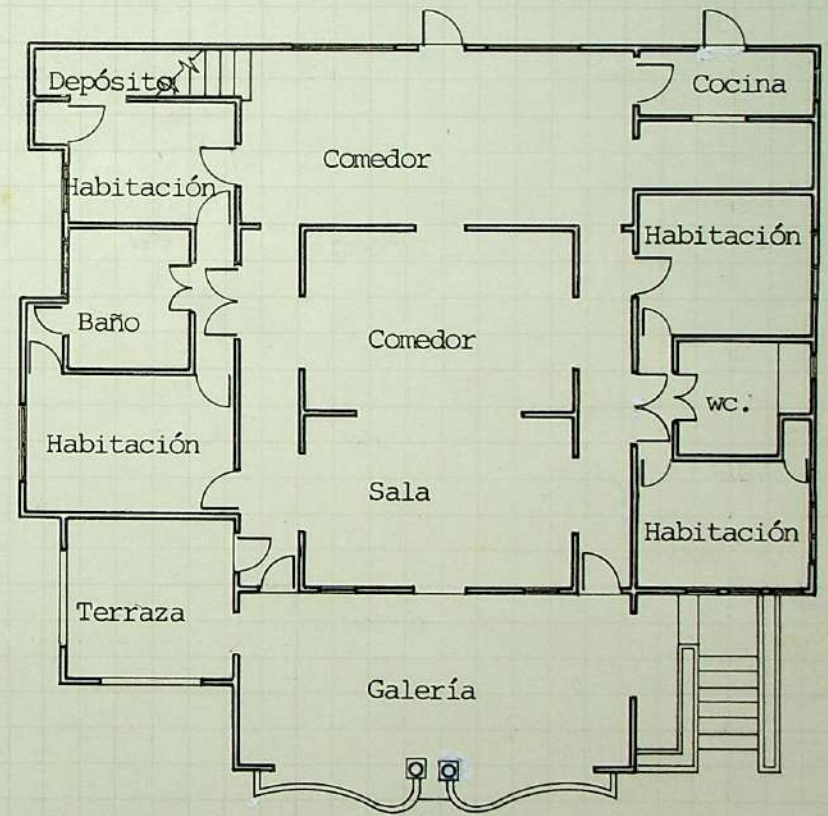 Depósito
Cocina
Comedor
Habitación
Habitación
Baño
Comedor
wc.
Habitación
Sala
Habitación
Terraza
Galería